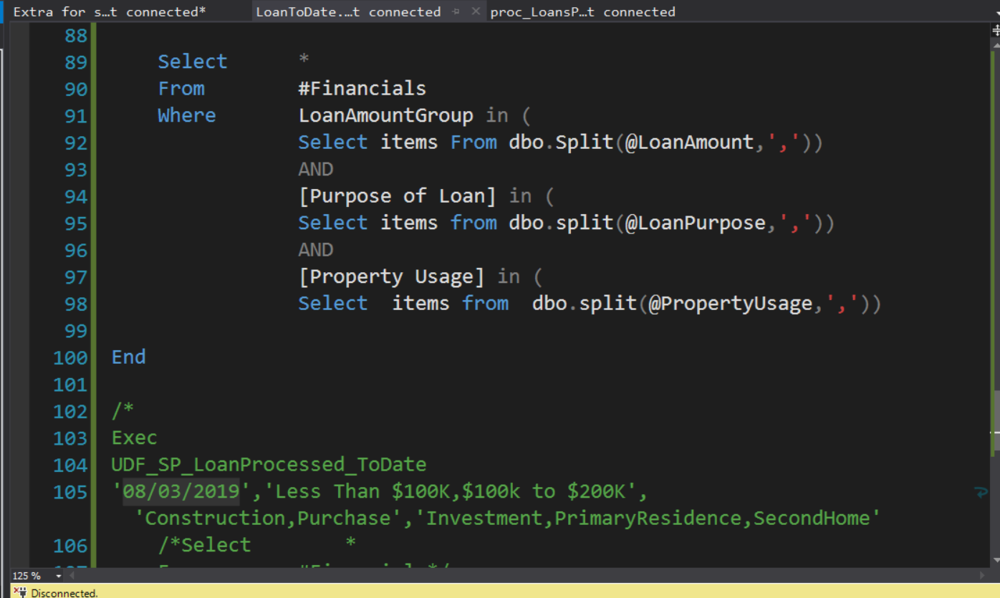 Extra for s…t connected* LoanToDate.…t connected proc_LoansP…t connected
88
89 Select *
90 From #Financials
91 Where LoanAmountGroup in (
92 Select items From dbo.Split(@LoanAmount,','))
93 AND
94 [Purpose of Loan] in (
95 Select items from dbo.split(@LoanPurpose,','))
96 AND
97 [Property Usage] in (
98 Select items from dbo.split(@PropertyUsage,','))
99
100 End
101
102 /*
103 Exec
104 UDF_SP_LoanProcessed_ToDate
105 '08/03/2019','Less Than $100K,$100k to $200K',
'Construction,Purchase','Investment,PrimaryResidence,SecondHome'
106 /*Select *
125 %
Disconnected.